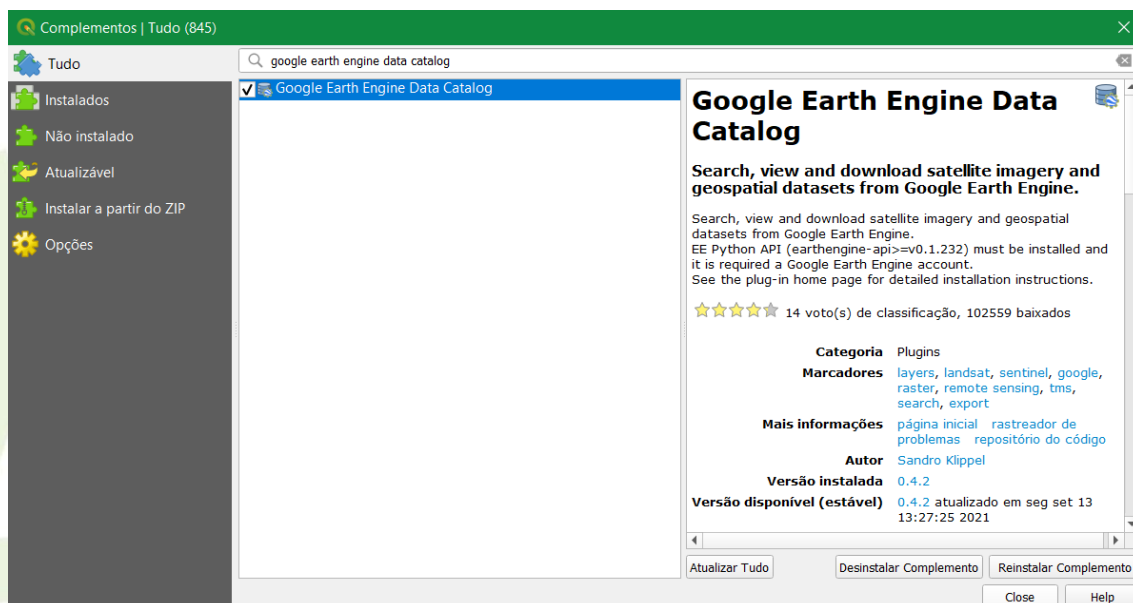 Complementos | Tudo (845)
Tudo
Instalados
Não instalado
Atualizável
Instalar a partir do ZIP
Opções
google earth engine data catalog
Google Earth Engine Data Catalog
Google Earth Engine Data
Catalog
Search, view and download satellite imagery and
geospatial datasets from Google Earth Engine.
Search, view and download satellite imagery and geospatial
datasets from Google Earth Engine.
EE Python API (earthengine-api>=v0.1.232) must be installed and
it is required a Google Earth Engine account.
See the plug-in home page for detailed installation instructions.
14 voto(s) de classificação, 102559 baixados
Categoria Plugins
Marcadores layers, landsat, sentinel, google,
raster, remote sensing, tms,
search, export
Mais informações página inicial rastreador de
problemas repositório do código
Autor Sandro Klippel
Versão instalada 0.4.2
Versão disponível (estável) 0.4.2 atualizado em seg set 13
13:27:25 2021
Atualizar Tudo Desinstalar Complemento Reinstalar Complemento
Close Help